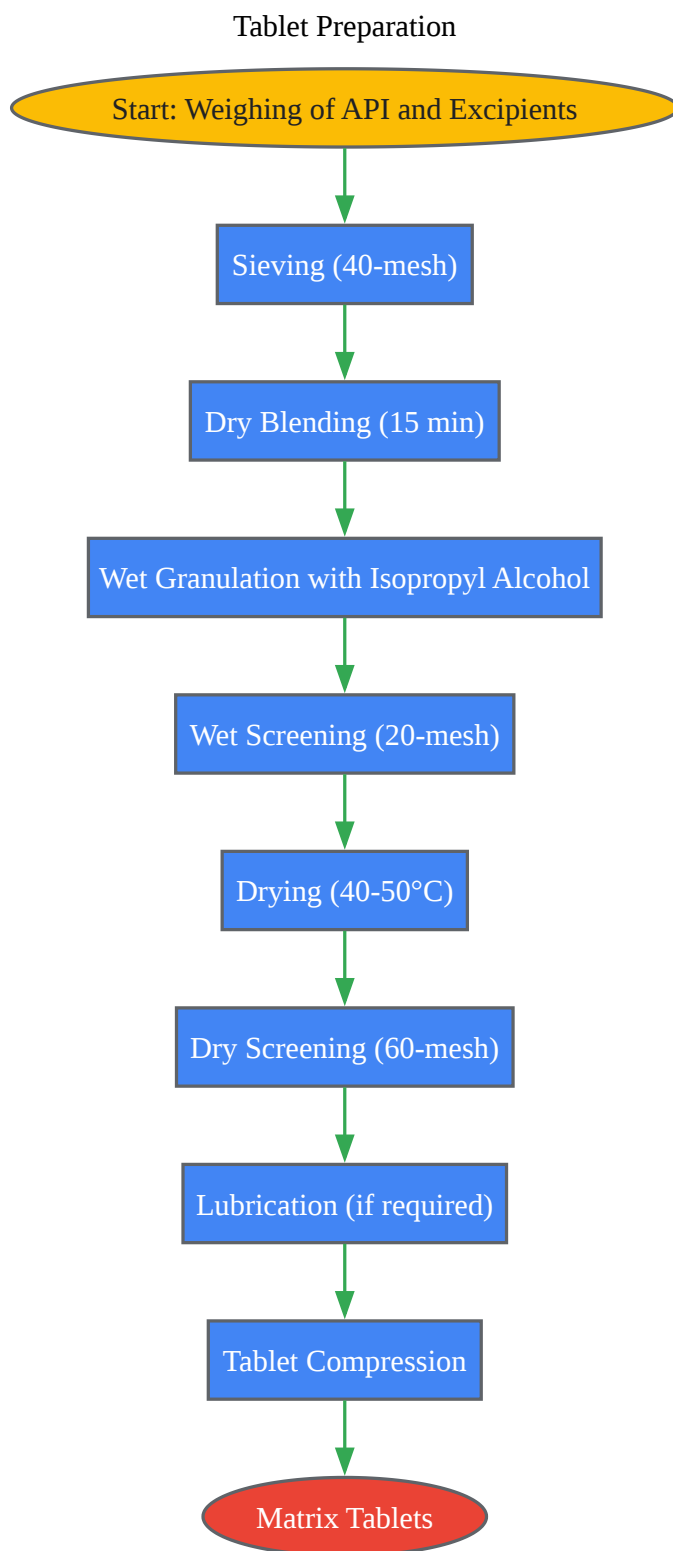 Tablet Preparation
Start: Weighing of API and Excipients
Sieving (40-mesh)
Dry Blending (15 min)
Wet Granulation with Isopropyl Alcohol
Wet Screening (20-mesh)
Drying (40-50°C)
Dry Screening (60-mesh)
Lubrication (if required)
Tablet Compression
Matrix Tablets